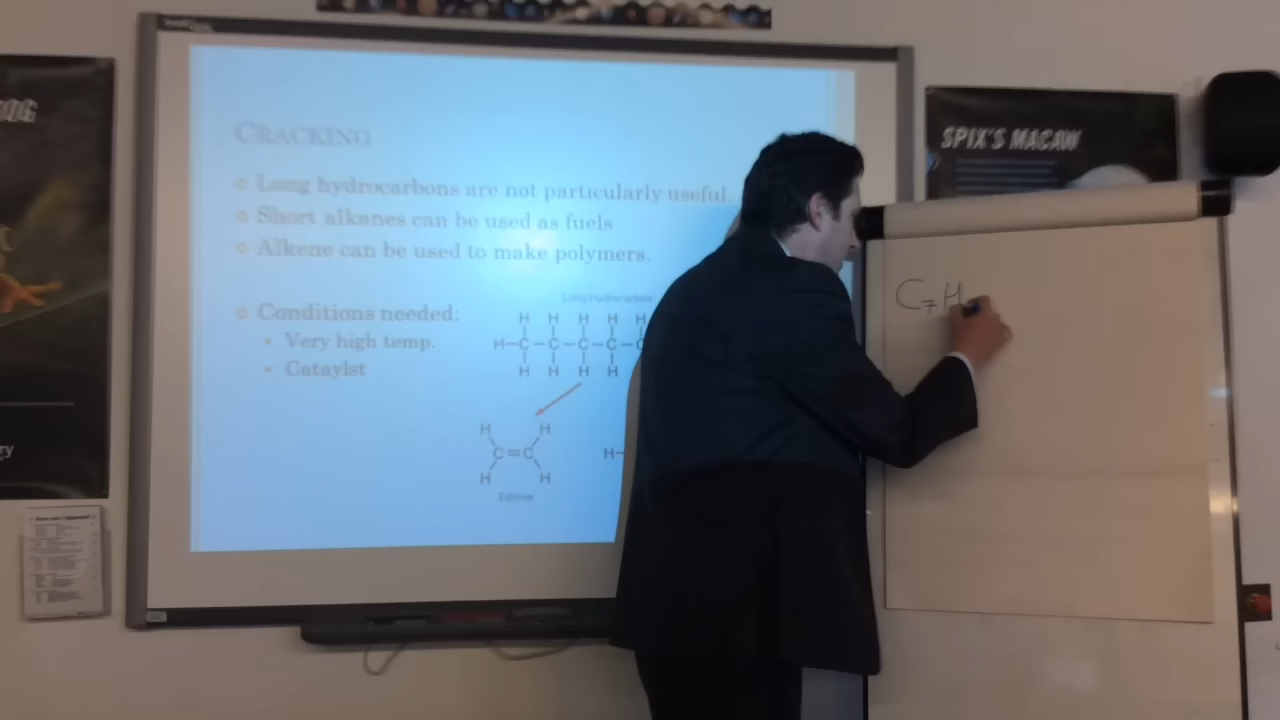 CRACKING
Long hydrocarbons are not particularly useful.
Short alkanes can be used as fuels
Alkene can be used to make polymers.
Conditions needed:
Very high temp.
Cataylst
Long Hydrocarbon
H H H H H
H-C-C-C-C-C
H H H H
H H
C=C
H H
H-
Ethene
SPIX'S MACAW
C7H